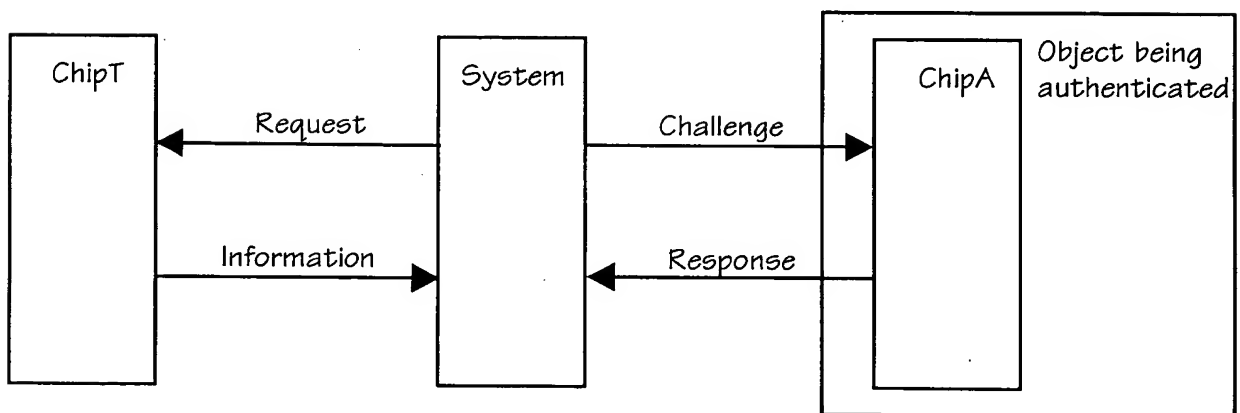 ChipT
System
ChipA
Object being
authenticated
Request
Challenge
Information
Response